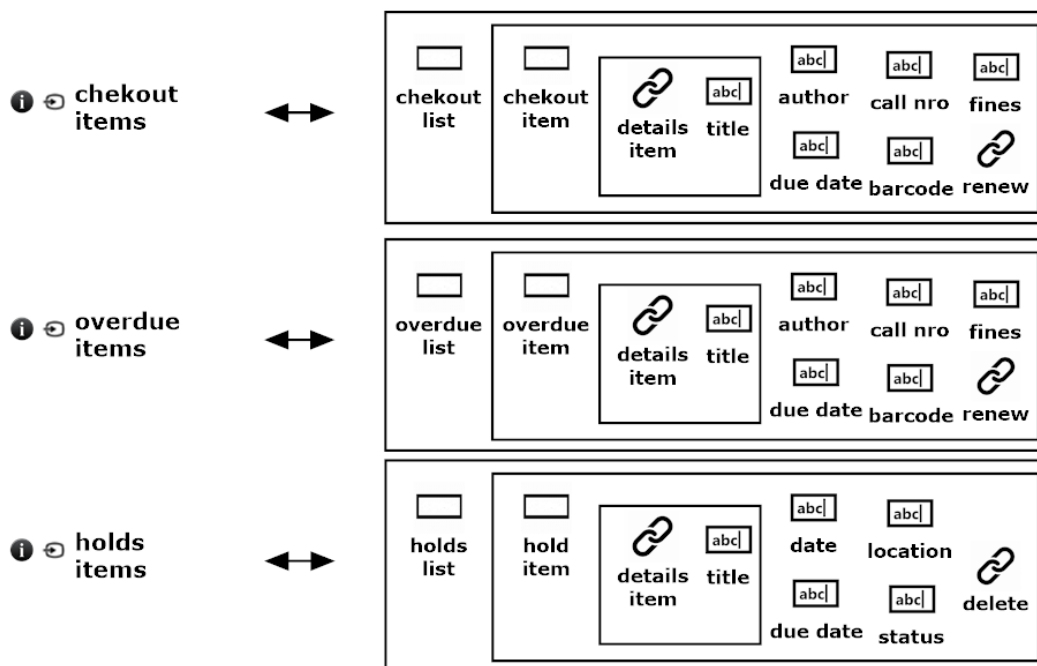 chekout
items
chekout
list
chekout
item
details
item
abc
title
abc
author
abc
call nro
abc
fines
abc
due date
abc
barcode
renew
overdue
items
overdue
list
overdue
item
details
item
abc
title
abc
author
abc
call nro
abc
fines
abc
due date
abc
barcode
renew
holds
items
holds
list
hold
item
details
item
abc
title
abc
date
abc
location
abc
due date
abc
status
delete